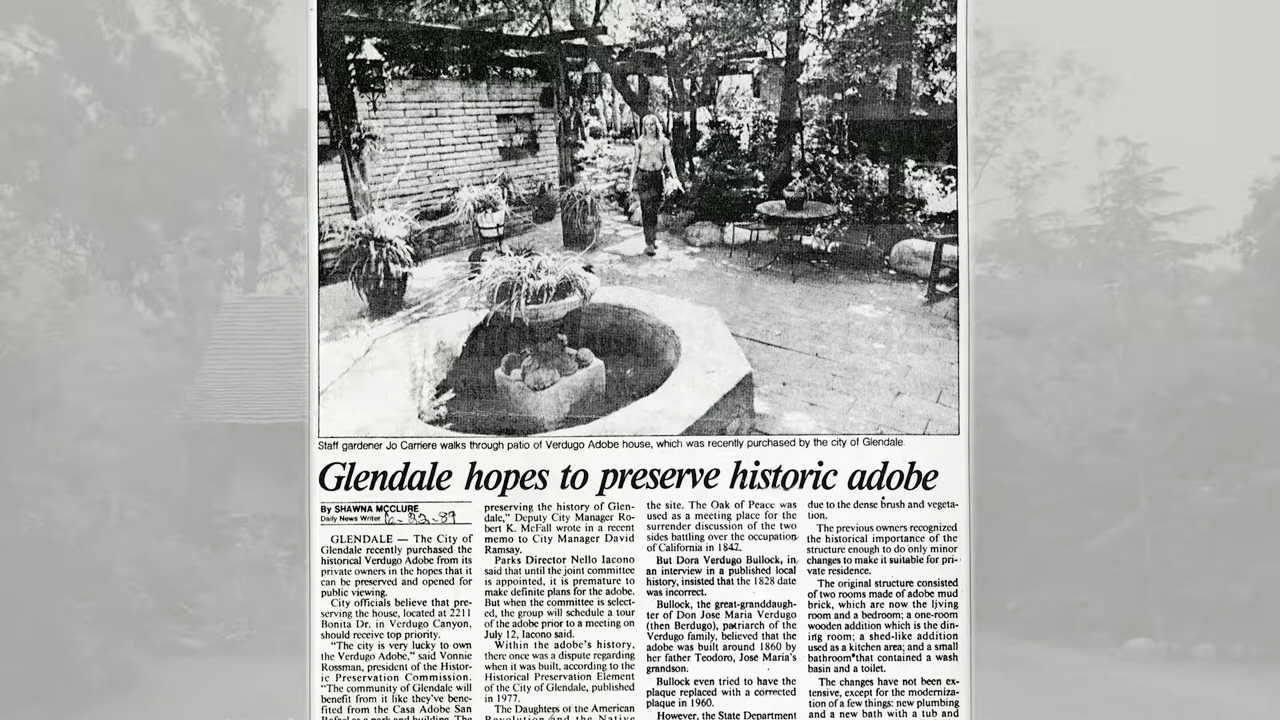 Staff gardener Jo Carriere walks through patio of Verdugo Adobe house, which was recently purchased by the city of Glendale.
Glendale hopes to preserve historic adobe
By SHAWNA McCLURE
Daily News Writer 6-22-89
GLENDALE — The City of
Glendale recently purchased the
historical Verdugo Adobe from its
private owners in the hopes that it
can be preserved and opened for
public viewing.
City officials believe that pre-
serving the house, located at 2211
Bonita Dr. in Verdugo Canyon,
should receive top priority.
"The city is very lucky to own
the Verdugo Adobe," said Vonnie
Rossman, president of the Histor-
ic Preservation Commission.
"The community of Glendale will
benefit from it like they've bene-
fited from the Casa Adobe San
Rafael as a park and building. The
preserving the history of Glen-
dale," Deputy City Manager Ro-
bert K. McFall wrote in a recent
memo to City Manager David
Ramsay.
Parks Director Nello Iacono
said that until the joint committee
is appointed, it is premature to
make definite plans for the adobe.
But when the committee is select-
ed, the group will schedule a tour
of the adobe prior to a meeting on
July 12, Iacono said.
Within the adobe's history,
there once was a dispute regarding
when it was built, according to the
Historical Preservation Element
of the City of Glendale, published
in 1977.
The Daughters of the American
Revolution and the Native
the site. The Oak of Peace was
used as a meeting place for the
surrender discussion of the two
sides battling over the occupation
of California in 1847.
But Dora Verdugo Bullock, in
an interview in a published local
history, insisted that the 1828 date
was incorrect.
Bullock, the great-granddaugh-
ter of Don Jose Maria Verdugo
(then Berdugo), patriarch of the
Verdugo family, believed that the
adobe was built around 1860 by
her father Teodoro, Jose Maria's
grandson.
Bullock even tried to have the
plaque replaced with a corrected
plaque in 1960.
However, the State Department
due to the dense brush and vegeta-
tion.
The previous owners recognized
the historical importance of the
structure enough to do only minor
changes to make it suitable for pri-
vate residence.
The original structure consisted
of two rooms made of adobe mud
brick, which are now the living
room and a bedroom; a one-room
wooden addition which is the din-
ing room; a shed-like addition
used as a kitchen area; and a small
bathroom that contained a wash
basin and a toilet.
The changes have not been ex-
tensive, except for the moderniza-
tion of a few things: new plumbing
and a new bath with a tub and